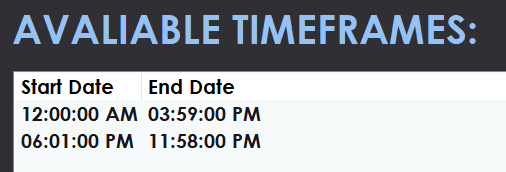 AVALIABLE TIMEFRAMES:
Start Date End Date
12:00:00 AM 03:59:00 PM
06:01:00 PM 11:58:00 PM